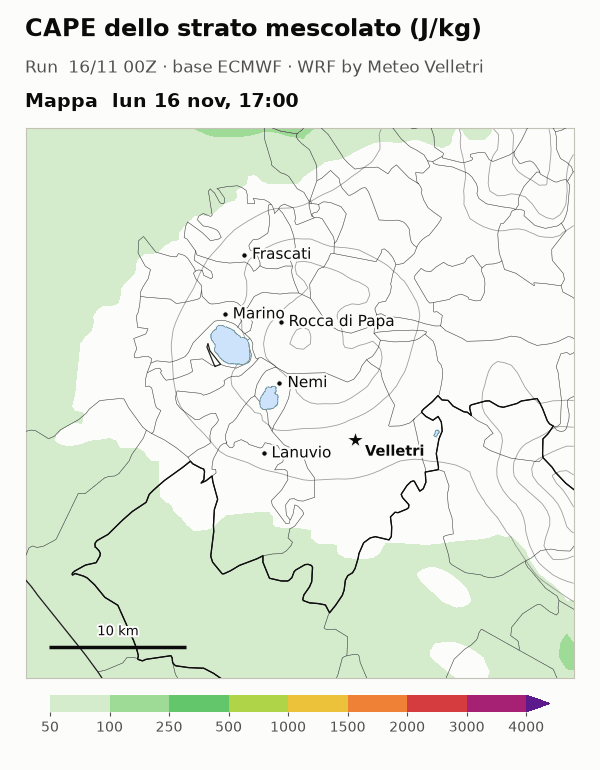 CAPE dello strato mescolato (J/kg)
Run  16/11 00Z · base ECMWF · WRF by Meteo Velletri
Mappa  lun 16 nov, 17:00
Frascati
Marino
Rocca di Papa
Nemi
Velletri
Lanuvio
10 km
50 100 250 500 1000 1500 2000 3000 4000